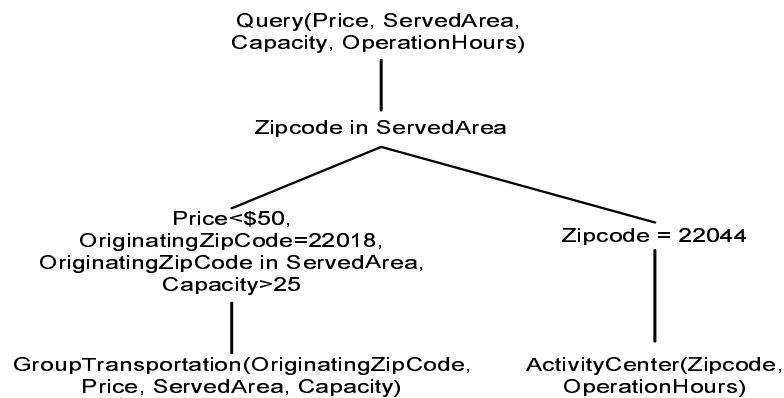 Query(Price, ServedArea,
Capacity, OperationHours)
Zipcode in ServedArea
Price<$50,
OriginatingZipCode=22018,
OriginatingZipCode in ServedArea,
Capacity>25
Zipcode = 22044
GroupTransportation(OriginatingZipCode,
Price, ServedArea, Capacity)
ActivityCenter(Zipcode,
OperationHours)